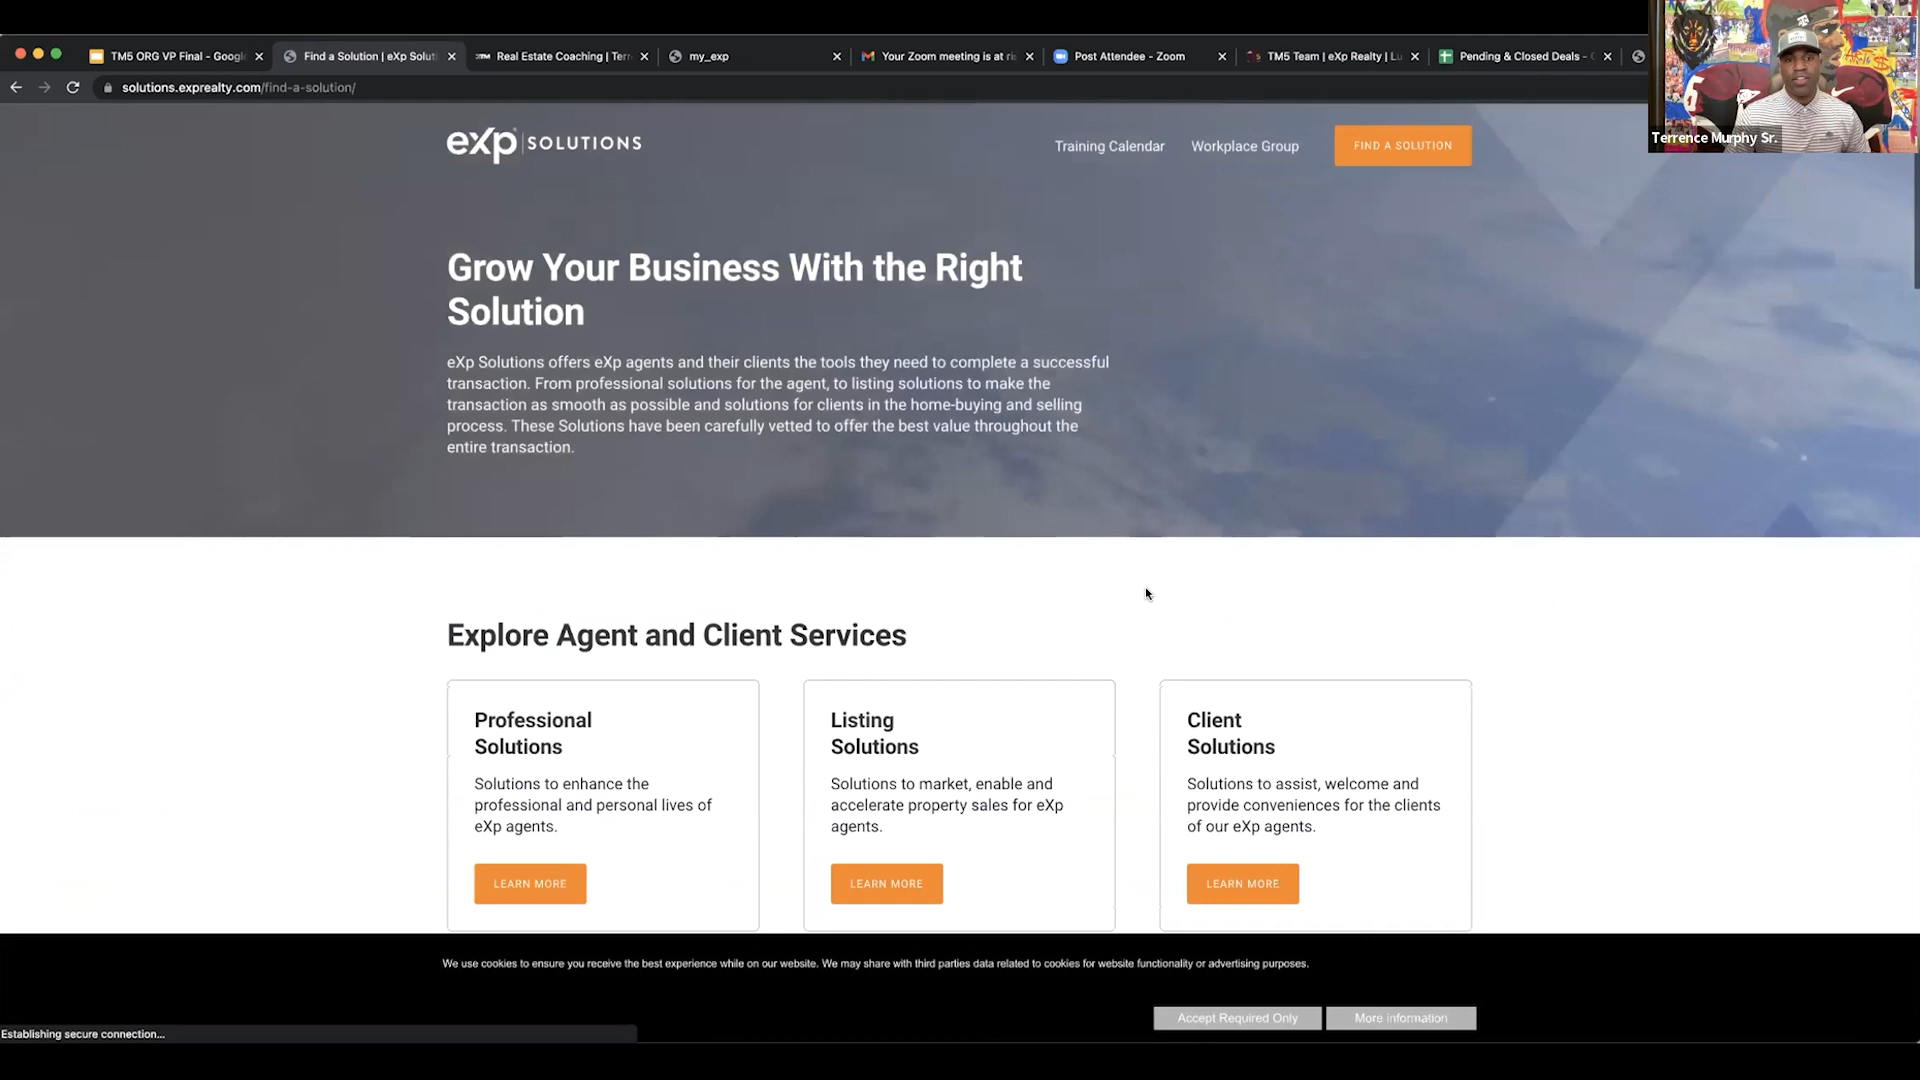 TM5 ORG VP Final - Google
Find a Solution | eXp Soluti
Real Estate Coaching | Terr
my_exp
Your Zoom meeting is at ris
Post Attendee - Zoom
TM5 Team | eXp Realty | Lu
Pending & Closed Deals - G
solutions.exprealty.com/find-a-solution/
Terrence Murphy Sr.
eXp SOLUTIONS
Training Calendar
Workplace Group
FIND A SOLUTION
Grow Your Business With the Right
Solution
eXp Solutions offers eXp agents and their clients the tools they need to complete a successful
transaction. From professional solutions for the agent, to listing solutions to make the
transaction as smooth as possible and solutions for clients in the home-buying and selling
process. These Solutions have been carefully vetted to offer the best value throughout the
entire transaction.
Explore Agent and Client Services
Professional
Solutions
Solutions to enhance the
professional and personal lives of
eXp agents.
LEARN MORE
Listing
Solutions
Solutions to market, enable and
accelerate property sales for eXp
agents.
LEARN MORE
Client
Solutions
Solutions to assist, welcome and
provide conveniences for the clients
of our eXp agents.
LEARN MORE
We use cookies to ensure you receive the best experience while on our website. We may share with third parties data related to cookies for website functionality or advertising purposes.
Accept Required Only
More information
Establishing secure connection...